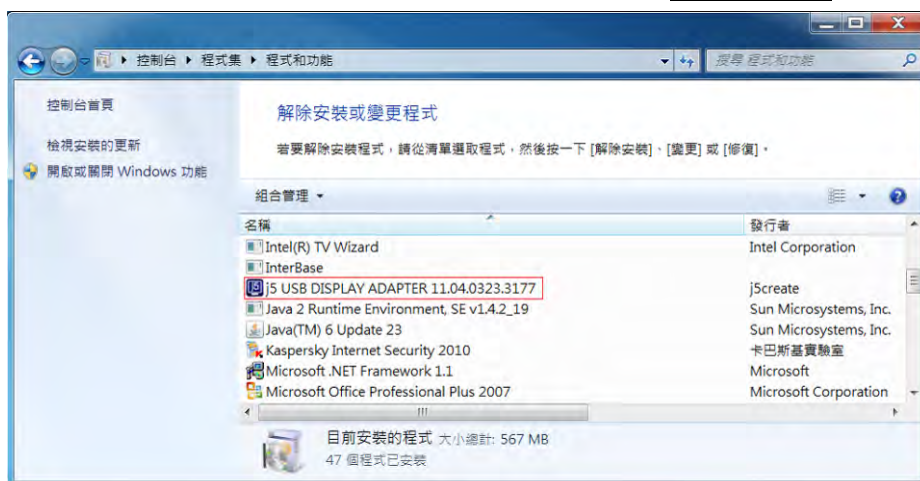 控制台 ▸ 程式集 ▸ 程式和功能
搜尋 程式和功能
控制台首頁
檢視安裝的更新
開啟或關閉 Windows 功能
解除安裝或變更程式
若要解除安裝程式，請從清單選取程式，然後按一下 [解除安裝]、[變更] 或 [修復]。
組合管理
名稱 發行者
Intel(R) TV Wizard Intel Corporation
InterBase
j5 USB DISPLAY ADAPTER 11.04.0323.3177 j5create
Java 2 Runtime Environment, SE v1.4.2_19 Sun Microsystems, Inc.
Java(TM) 6 Update 23 Sun Microsystems, Inc.
Kaspersky Internet Security 2010 卡巴斯基實驗室
Microsoft .NET Framework 1.1 Microsoft
Microsoft Office Professional Plus 2007 Microsoft Corporation
目前安裝的程式 大小總計: 567 MB
47 個程式已安裝